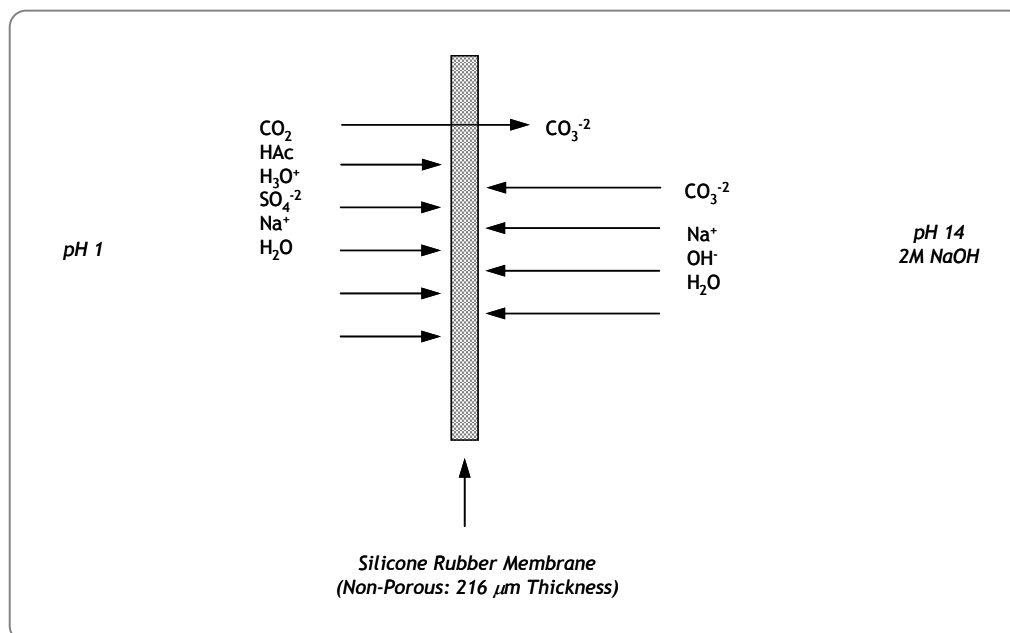 CO₂
CO₃⁻²
HAc
H₃O⁺
CO₃⁻²
SO₄⁻²
Na⁺
Na⁺
pH 1
pH 14
H₂O
OH⁻
2M NaOH
H₂O
Silicone Rubber Membrane
(Non-Porous: 216 μm Thickness)